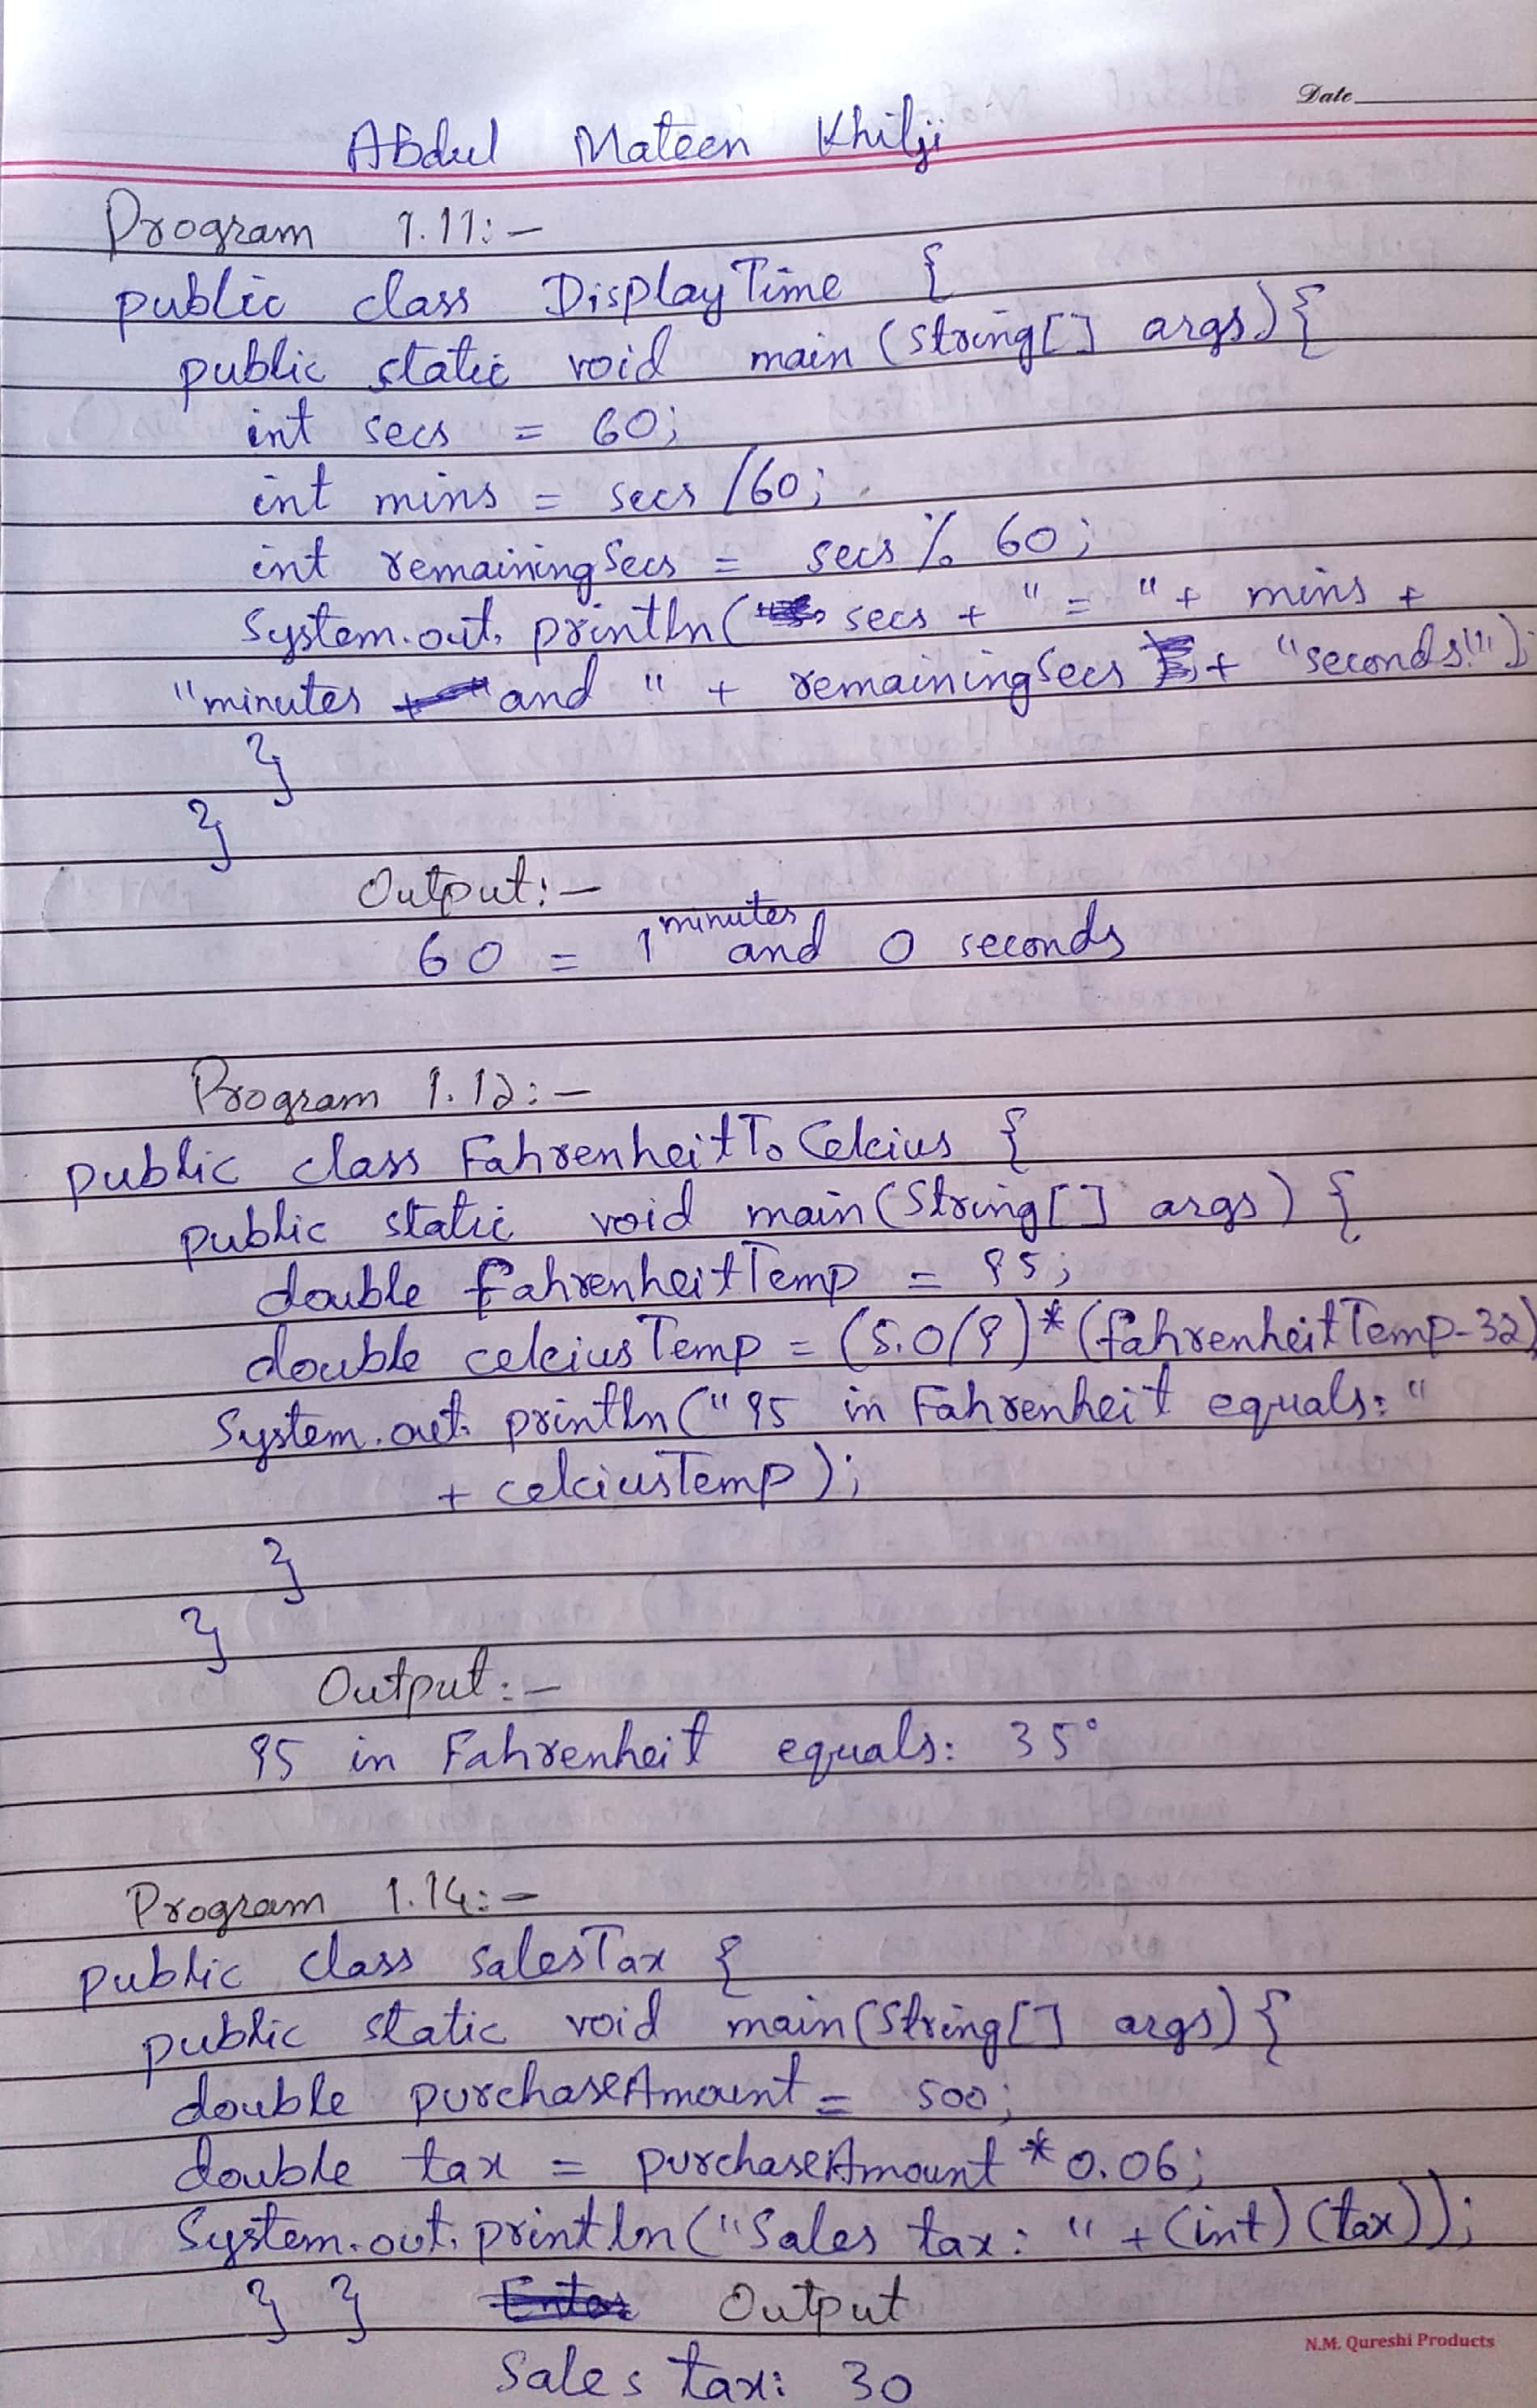 Date
Abdul Mateen Khilji
Program 1.11:-
public class DisplayTime {
public static void main (String[] args) {
int secs = 60;
int mins = secs /60;
int remainingSecs = secs % 60;
System.out.println( secs + " = " + mins +
"minutes and " + remainingSecs + "seconds!");
}
}
Output:-
60 = 1 minutes and 0 seconds
Program 1.12:-
public class FahrenheitToCelcius {
public static void main (String[] args) {
double fahrenheitTemp = 95;
double celciusTemp = (5.0/9)*(fahrenheitTemp-32);
System.out.println("95 in Fahrenheit equals: "
+ celciusTemp);
}
}
Output:-
95 in Fahrenheit equals: 35°
Program 1.14:-
public class salesTax {
public static void main (String[] args) {
double purchaseAmount = 500;
double tax = purchaseAmount * 0.06;
System.out.println("Sales tax: " + (int) (tax));
} } Output
Sales tax: 30
N.M. Qureshi Products